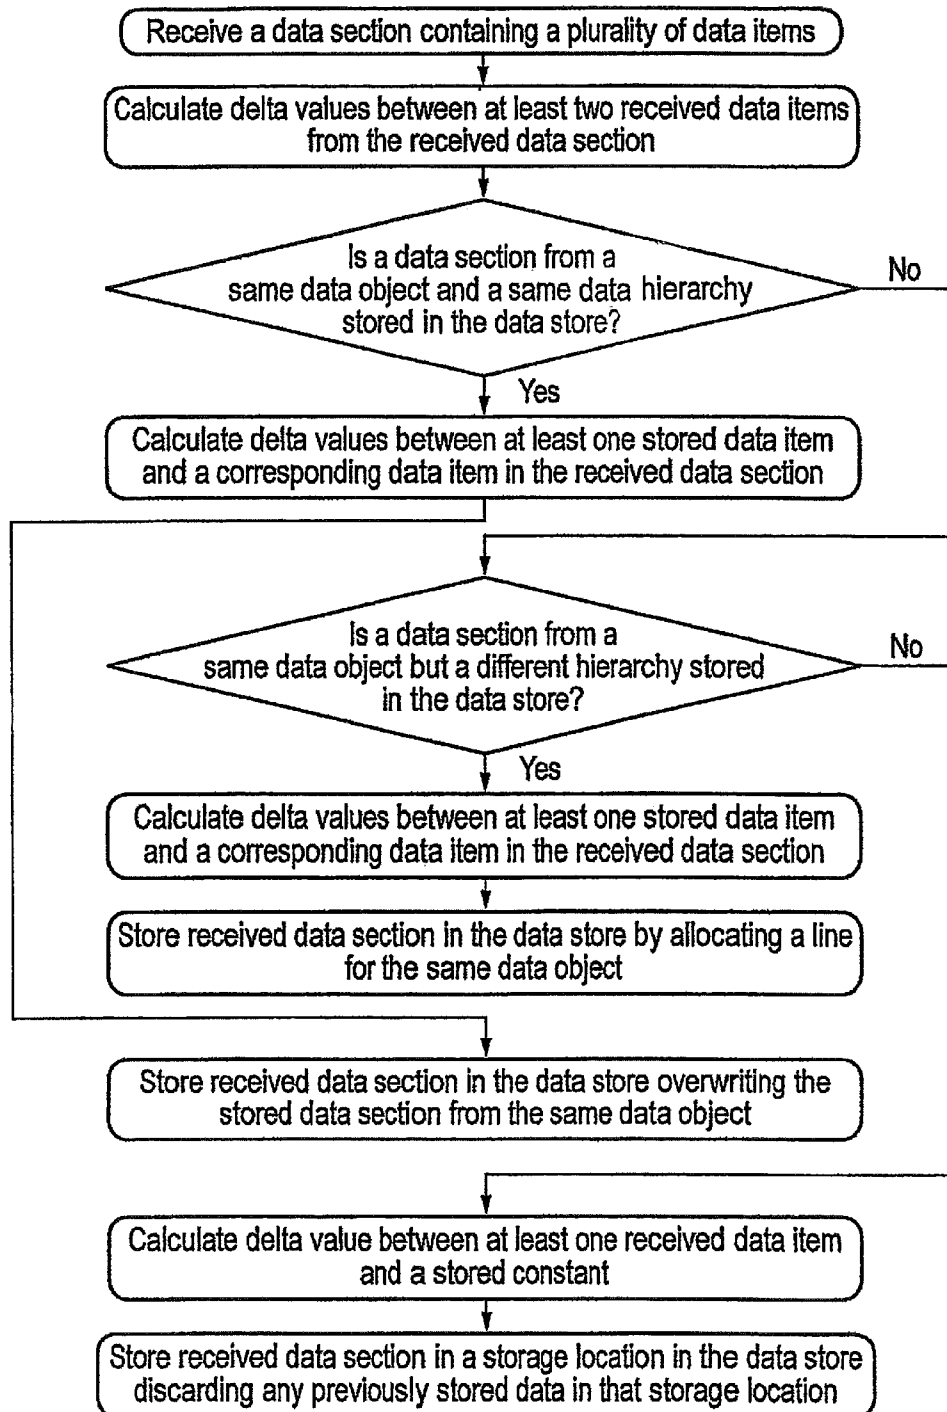 Receive a data section containing a plurality of data items
Calculate delta values between at least two received data items
from the received data section
Is a data section from a
same data object and a same data hierarchy
stored in the data store?
No
Yes
Calculate delta values between at least one stored data item
and a corresponding data item in the received data section
Is a data section from a
same data object but a different hierarchy stored
in the data store?
No
Yes
Calculate delta values between at least one stored data item
and a corresponding data item in the received data section
Store received data section in the data store by allocating a line
for the same data object
Store received data section in the data store overwriting the
stored data section from the same data object
Calculate delta value between at least one received data item
and a stored constant
Store received data section in a storage location in the data store
discarding any previously stored data in that storage location